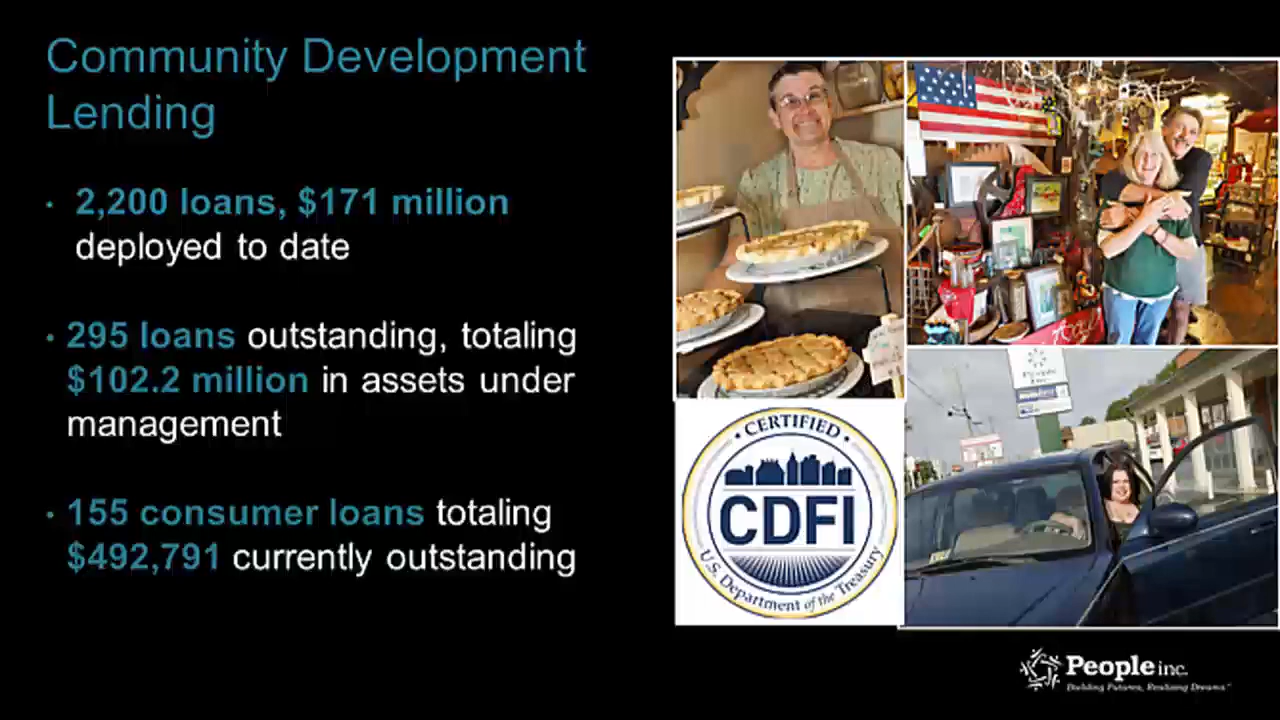 Community Development
Lending
• 2,200 loans, $171 million
deployed to date
• 295 loans outstanding, totaling
$102.2 million in assets under
management
• 155 consumer loans totaling
$492,791 currently outstanding
• CERTIFIED •
CDFI
U.S. Department of the Treasury
People inc.
Building Futures, Realizing Dreams